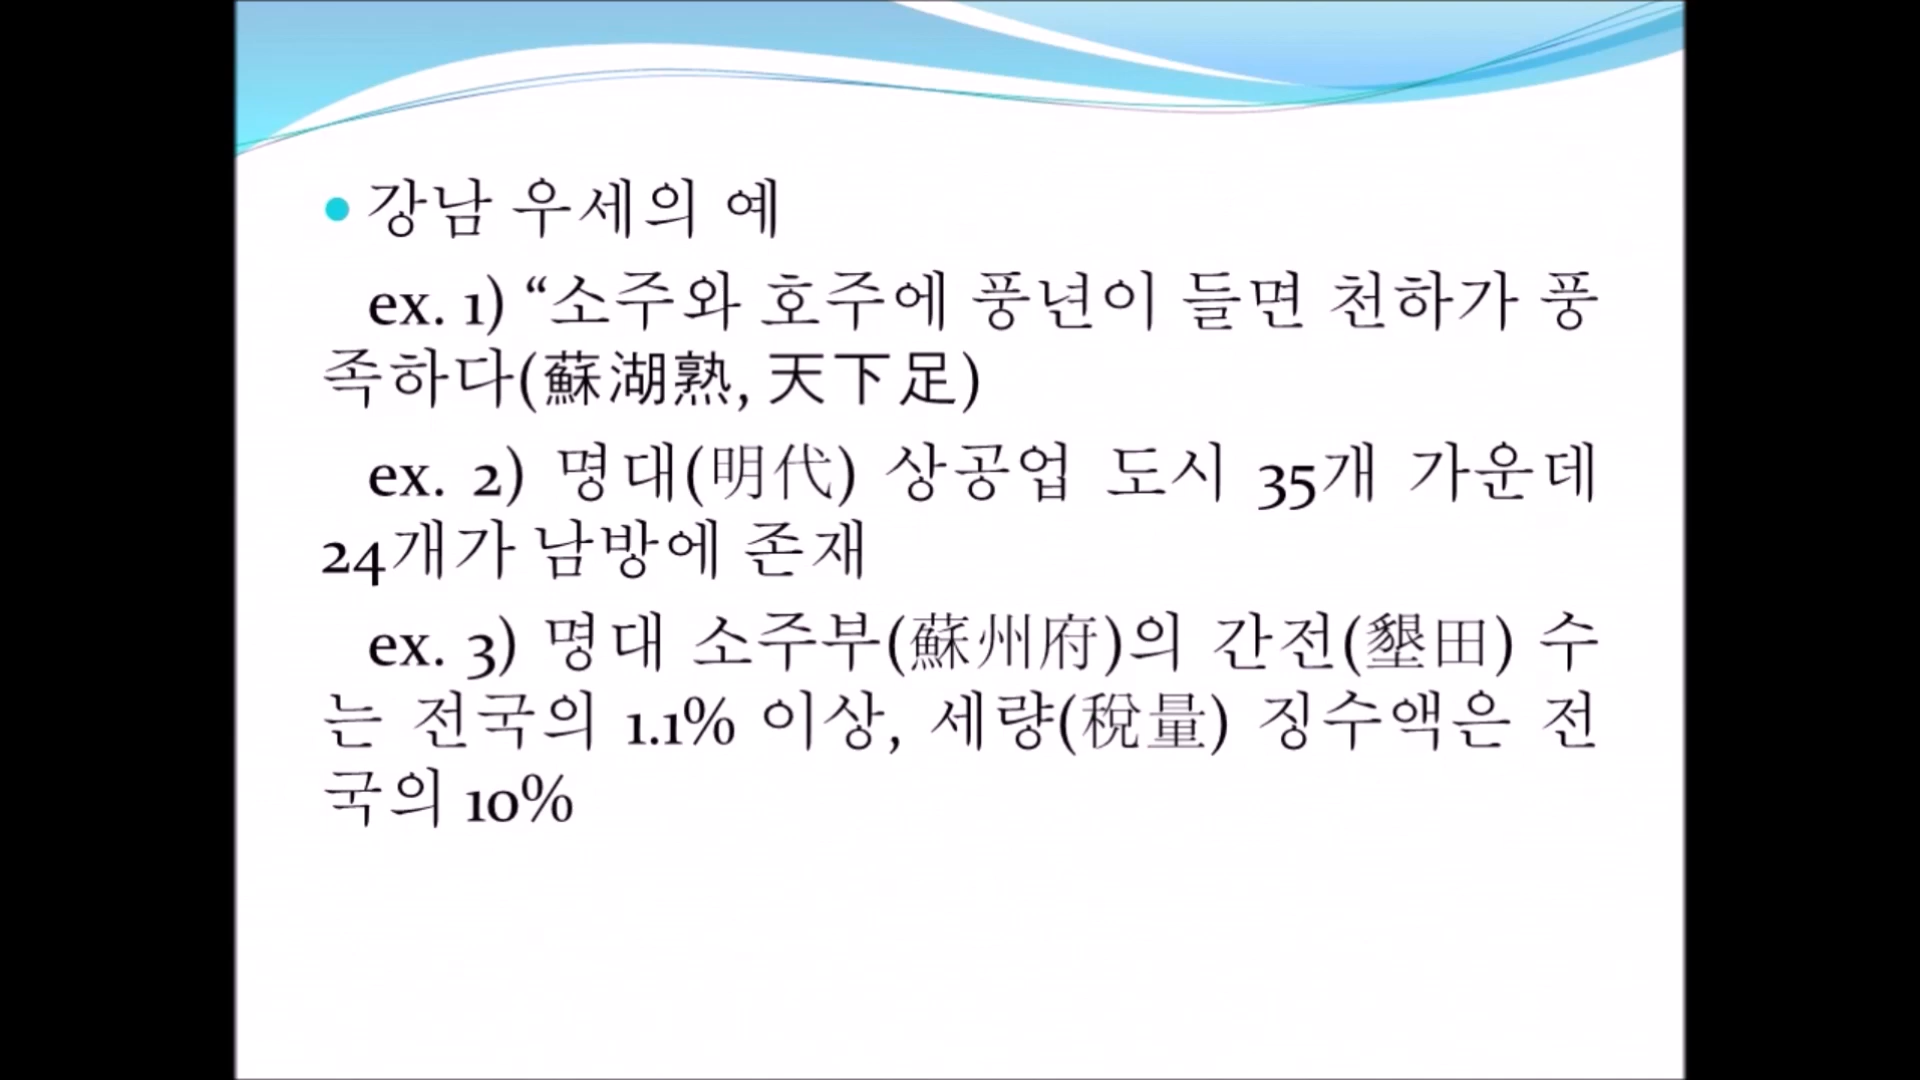 • 강남 우세의 예
ex. 1) “소주와 호주에 풍년이 들면 천하가 풍
족하다(蘇湖熟, 天下足)
ex. 2) 명대(明代) 상공업 도시 35개 가운데
24개가 남방에 존재
ex. 3) 명대 소주부(蘇州府)의 간전(墾田) 수
는 전국의 1.1% 이상, 세량(稅量) 징수액은 전
국의 10%